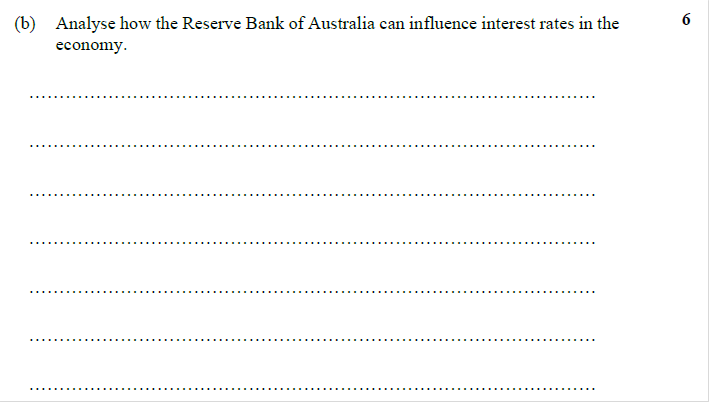 (b) Analyse how the Reserve Bank of Australia can influence interest rates in the 6
economy.